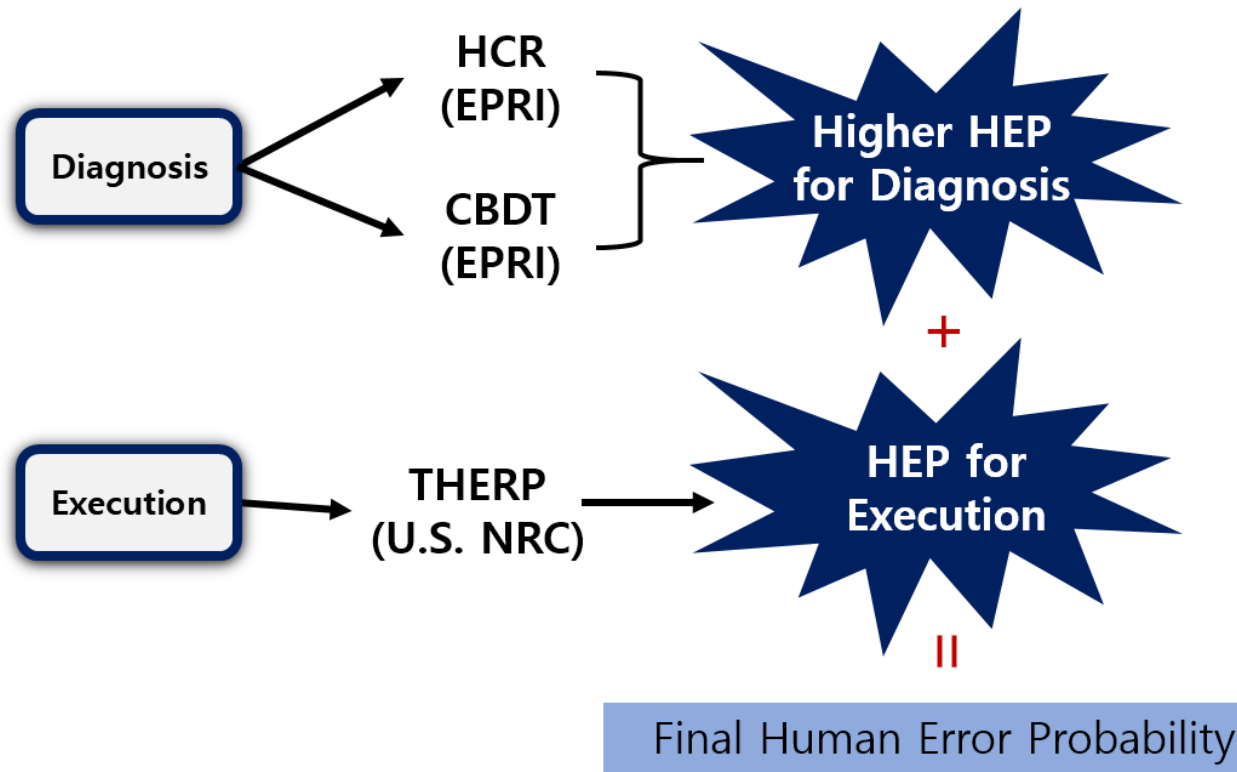 Diagnosis
HCR
(EPRI)
CBDT
(EPRI)
Higher HEP
for Diagnosis
+
Execution
THERP
(U.S. NRC)
HEP for
Execution
=
Final Human Error Probability